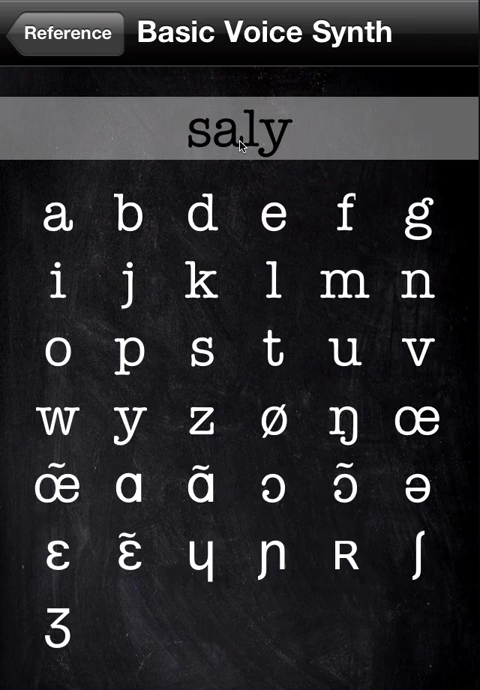 Reference Basic Voice Synth
saly
a b d e f g
i j k l m n
o p s t u v
w y z ø ŋ œ
œ̃ ɑ ɑ̃ ɔ ɔ̃ ə
ɛ ɛ̃ ɥ ɲ ʀ ʃ
ʒ